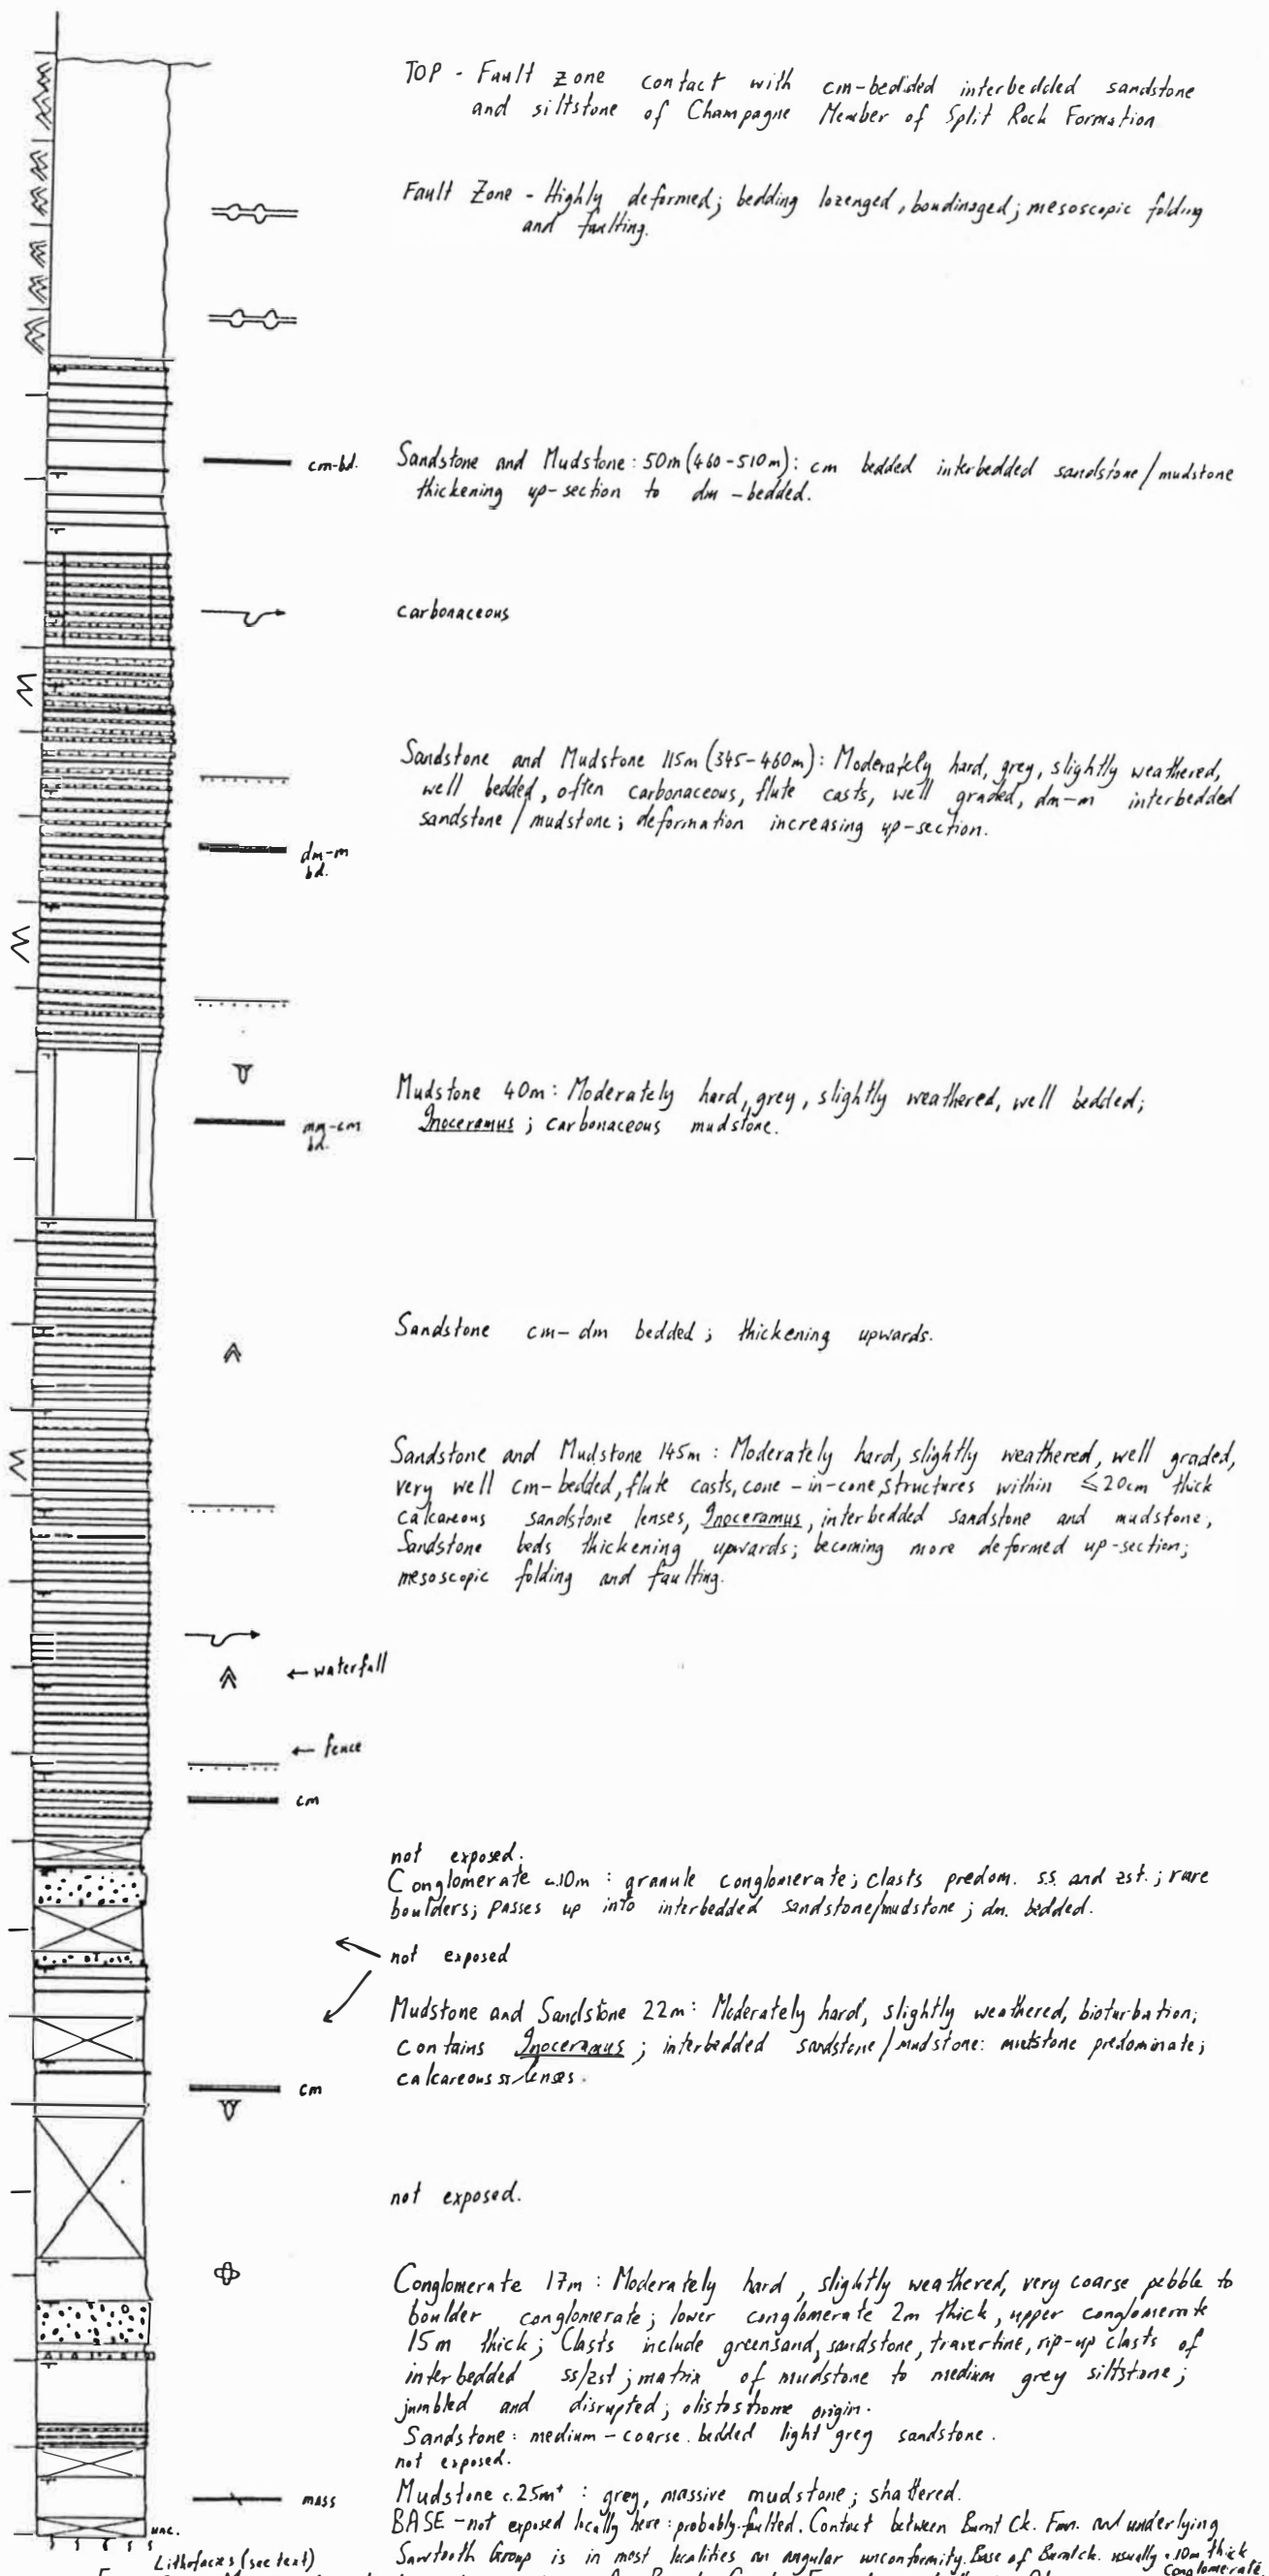 TOP - Fault zone contact with cm-bedded interbedded sandstone
and siltstone of Champagne Member of Split Rock Formation
Fault Zone - Highly deformed; bedding lozenged, boudinaged; mesoscopic folding
and faulting.
cm-bd.
Sandstone and Mudstone: 50m (460-510m): cm bedded interbedded sandstone/mudstone
thickening up-section to dm-bedded.
carbonaceous
Sandstone and Mudstone 115m (345-460m): Moderately hard, grey, slightly weathered,
well bedded, often carbonaceous, flute casts, well graded, dm-m interbedded
sandstone/mudstone; deformation increasing up-section.
dm-m
bd.
Mudstone 40m: Moderately hard, grey, slightly weathered, well bedded;
Inoceramus; carbonaceous mudstone.
mm-cm
bd.
Sandstone cm-dm bedded; thickening upwards.
Sandstone and Mudstone 145m: Moderately hard, slightly weathered, well graded,
very well cm-bedded, flute casts, cone-in-cone structures within ≤20cm thick
calcareous sandstone lenses, Inoceramus, interbedded sandstone and mudstone,
Sandstone beds thickening upwards; becoming more deformed up-section;
mesoscopic folding and faulting.
←waterfall
← fence
cm
not exposed.
Conglomerate c.10m: granule conglomerate; clasts predom. ss. and zst.; rare
boulders; passes up into interbedded sandstone/mudstone; dm. bedded.
not exposed
Mudstone and Sandstone 22m: Moderately hard, slightly weathered, bioturbation;
contains Inoceramus; interbedded sandstone/mudstone: mudstone predominate;
calcareous ss lenses.
cm
not exposed.
Conglomerate 17m: Moderately hard, slightly weathered, very coarse pebble to
boulder conglomerate; lower conglomerate 2m thick, upper conglomerate
15m thick; Clasts include greensand, sandstone, travertine, rip-up clasts of
interbedded ss/zst; matrix of mudstone to medium grey siltstone;
jumbled and disrupted; olistostrome origin.
Sandstone: medium-coarse. bedded light grey sandstone.
not exposed.
Mudstone c.25m+: grey, massive mudstone; shattered.
mass
BASE - not exposed locally here: probably faulted. Contact between Burnt Ck. Fmn. and underlying
unc.
Sawtooth Group is in most localities an angular unconformity. Base of Burnt Ck. usually c.10m thick
conglomerate
Lithofacies (see text)